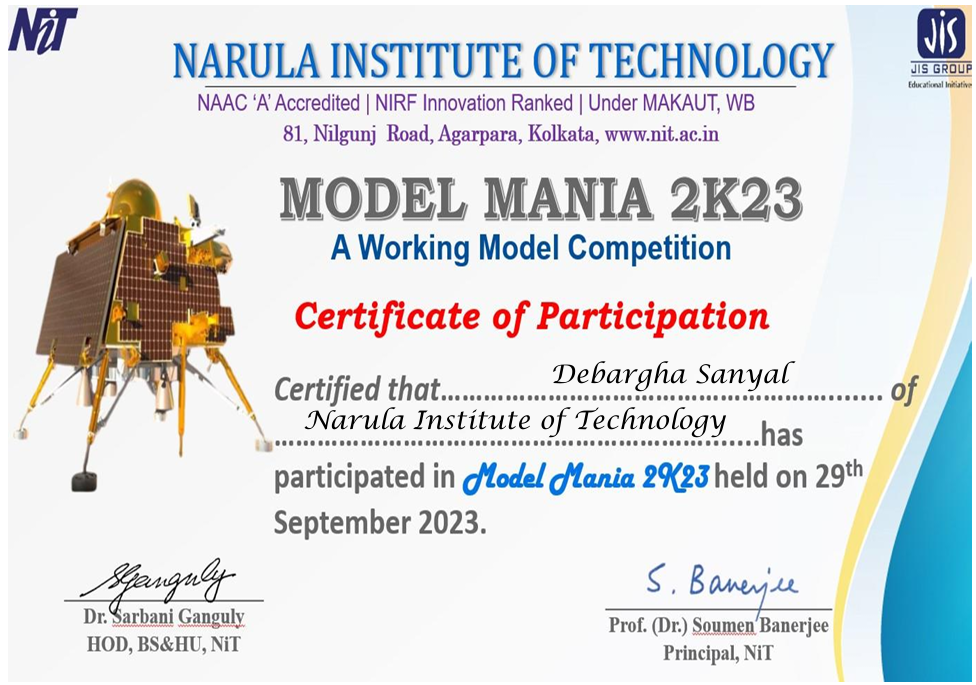 NiT
JIS
JIS GROUP
Educational Initiatives
NARULA INSTITUTE OF TECHNOLOGY
NAAC 'A' Accredited | NIRF Innovation Ranked | Under MAKAUT, WB
81, Nilgunj Road, Agarpara, Kolkata, www.nit.ac.in
MODEL MANIA 2K23
A Working Model Competition
Certificate of Participation
Certified that.......Debargha Sanyal....... of
.......Narula Institute of Technology.......has
participated in Model Mania 2K23 held on 29th
September 2023.
SGanguly
Dr. Sarbani Ganguly
HOD, BS&HU, NiT
S. Banerjee
Prof. (Dr.) Soumen Banerjee
Principal, NiT